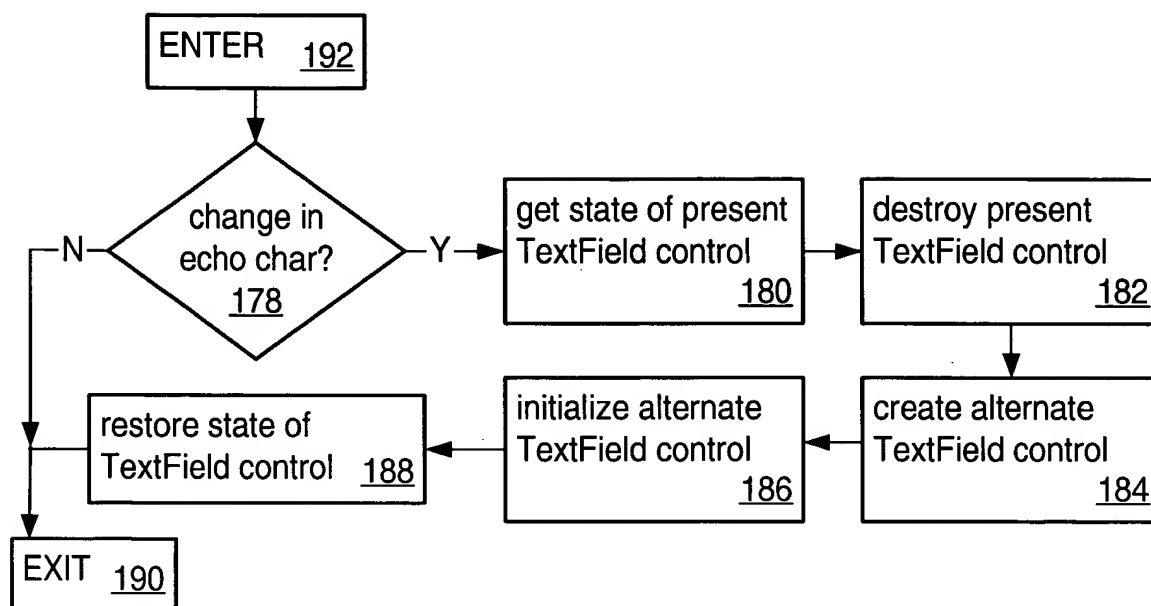 ENTER 192
change in
echo char?
178
N
Y
get state of present
TextField control
180
destroy present
TextField control
182
create alternate
TextField control
184
initialize alternate
TextField control
186
restore state of
TextField control 188
EXIT 190